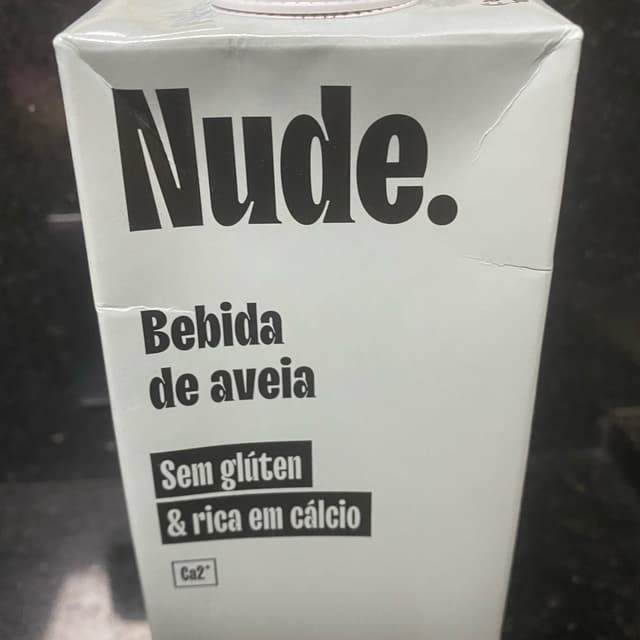 Nude.
Bebida
de aveia
Sem glúten
& rica em cálcio
Ca2+